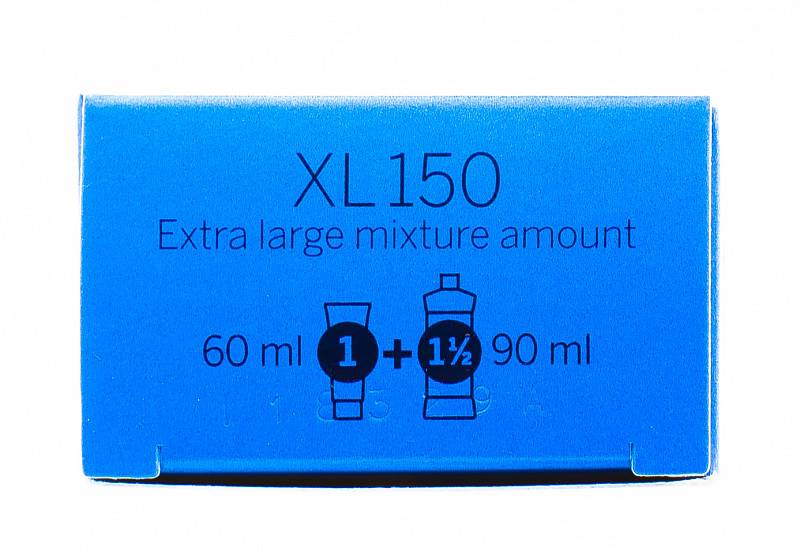 XL150
Extra large mixture amount
60 ml 1 + 1½ 90 ml